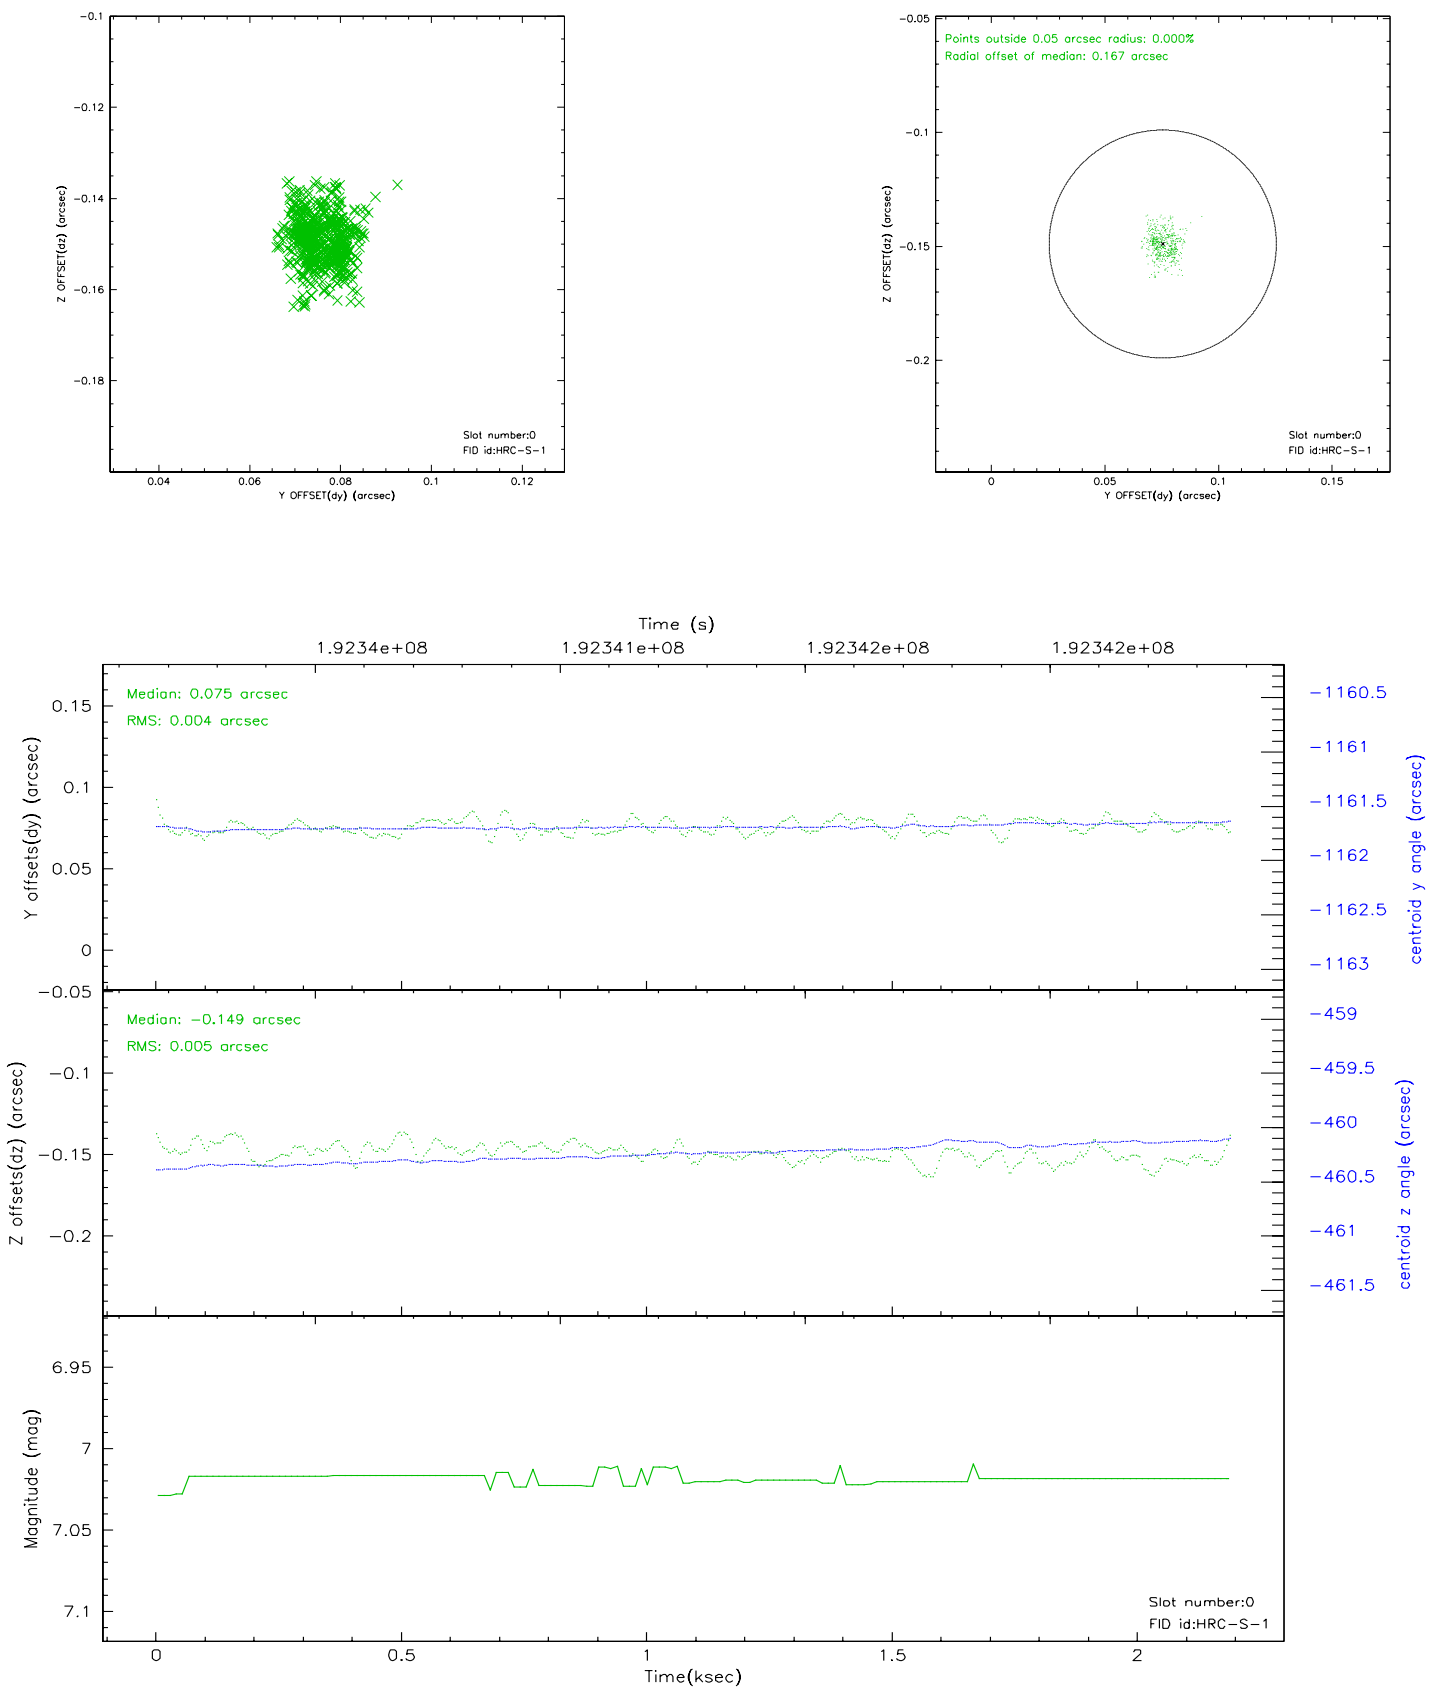 -0.1
-0.12
-0.14
-0.16
-0.18
Z OFFSET(dz) (arcsec)
0.04 0.06 0.08 0.1 0.12
Y OFFSET(dy) (arcsec)
Slot number:0
FID id:HRC-S-1
Points outside 0.05 arcsec radius: 0.000%
Radial offset of median: 0.167 arcsec
-0.05
-0.1
-0.15
-0.2
Z OFFSET(dz) (arcsec)
0 0.05 0.1 0.15
Y OFFSET(dy) (arcsec)
Slot number:0
FID id:HRC-S-1
Time (s)
1.9234e+08 1.92341e+08 1.92342e+08 1.92342e+08
Median: 0.075 arcsec
RMS: 0.004 arcsec
0.15
0.1
0.05
0
Y offsets(dy) (arcsec)
-1160.5
-1161
-1161.5
-1162
-1162.5
-1163
centroid y angle (arcsec)
Median: -0.149 arcsec
RMS: 0.005 arcsec
-0.05
-0.1
-0.15
-0.2
Z offsets(dz) (arcsec)
-459
-459.5
-460
-460.5
-461
-461.5
centroid z angle (arcsec)
6.95
7
7.05
7.1
Magnitude (mag)
Slot number:0
FID id:HRC-S-1
0 0.5 1 1.5 2
Time(ksec)